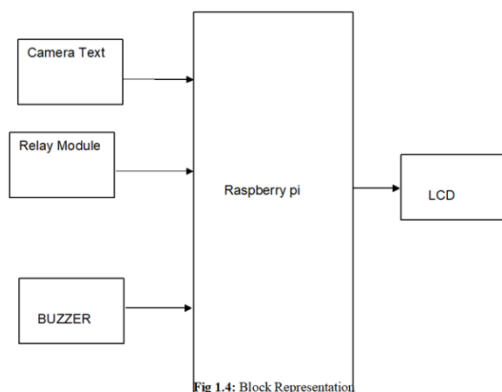 Camera Text
Relay Module
Raspberry pi
LCD
BUZZER
Fig 1.4: Block Representation